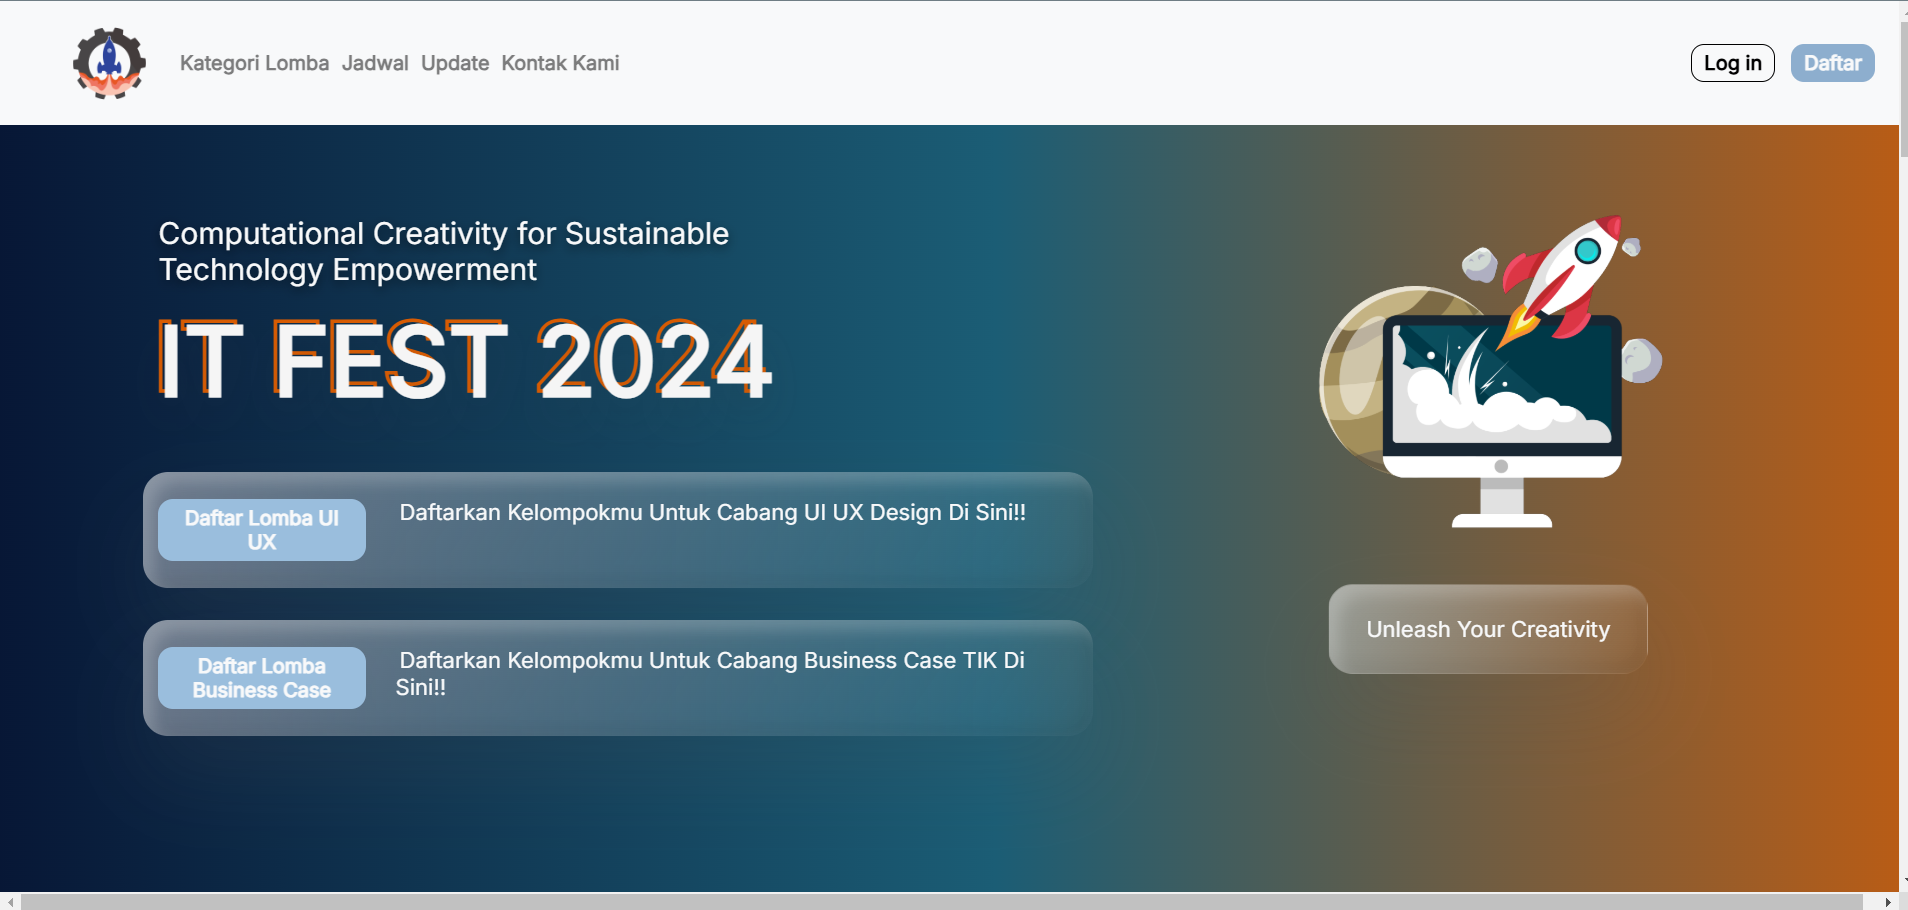 Kategori Lomba Jadwal Update Kontak Kami
Log in
Daftar
Computational Creativity for Sustainable
Technology Empowerment
IT FEST 2024
Daftar Lomba UI
UX
Daftarkan Kelompokmu Untuk Cabang UI UX Design Di Sini!!
Daftar Lomba
Business Case
Daftarkan Kelompokmu Untuk Cabang Business Case TIK Di
Sini!!
Unleash Your Creativity